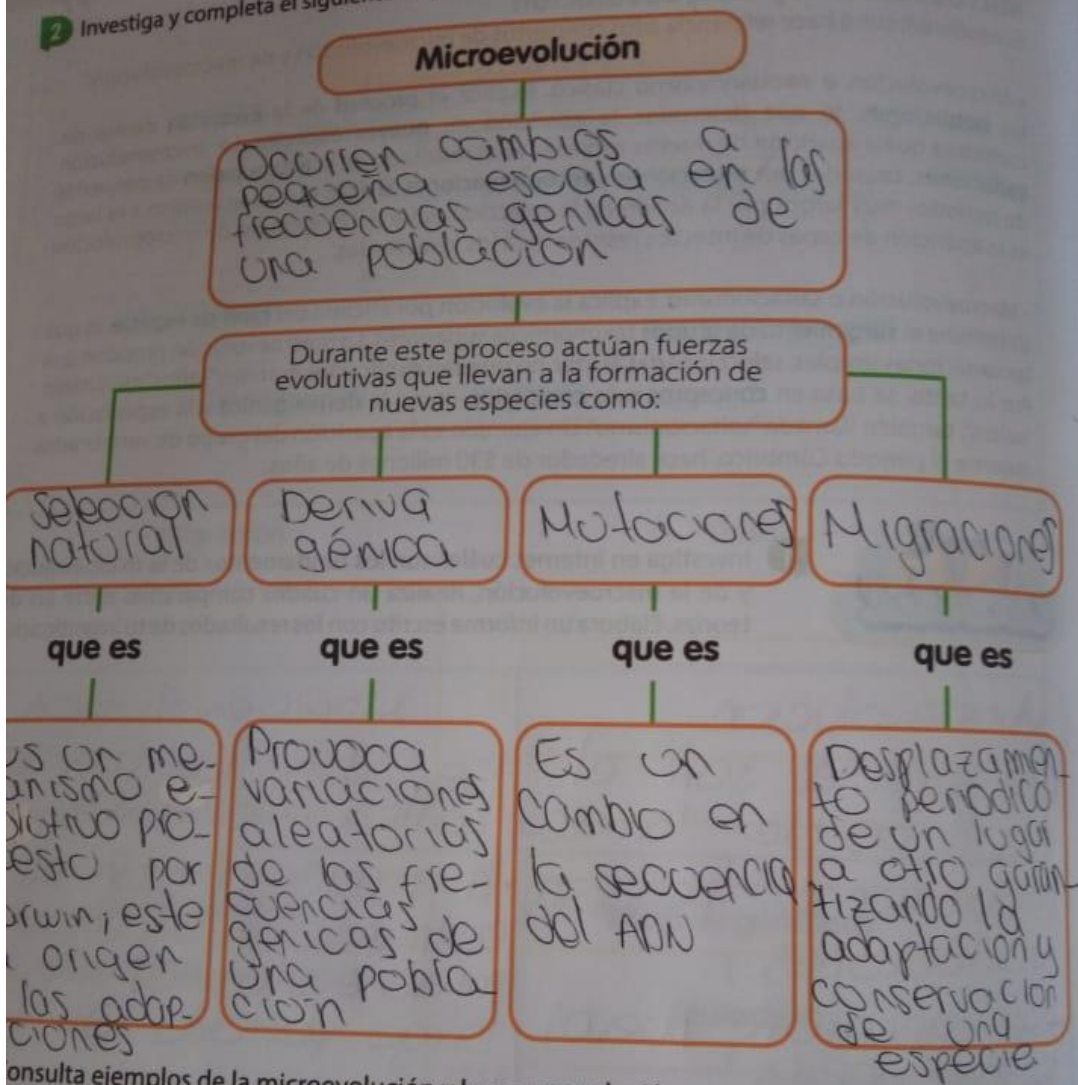 2 Investiga y completa el
Microevolución
Ocurren cambios a
pequeña escala en las
frecuencias génicas de
una población
Durante este proceso actúan fuerzas
evolutivas que llevan a la formación de
nuevas especies como:
Selección
natural
que es
us un me-
anismo e-
olutivo pro-
esto por
arwin; este
origen
las adap-
ciones
Deriva
génica
que es
Provoca
variaciones
aleatorias
de las fre-
cuencias
génicas de
una pobla-
ción
Mutaciones
que es
Es un
cambio en
la secuencia
del ADN
Migraciones
que es
Desplazamien-
to periódico
de un lugar
a otro garan-
tizando la
adaptación y
conservación
de una
especie
onsulta ejemplos de la